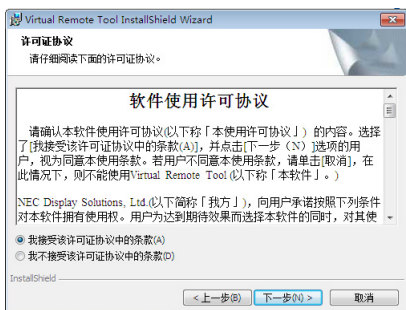 Virtual Remote Tool InstallShield Wizard
许可证协议
请仔细阅读下面的许可证协议。
软件使用许可协议
请确认本软件使用许可协议(以下称「本使用许可协议」) 的内容。选择
了[我接受该许可证协议中的条款(A)], 并点击[下一步（N）]选项的用
户，视为同意本使用条款。若用户不同意本使用条款，请单击[取消]，在
此情况下，则不能使用Virtual Remote Tool (以下称「本软件」。)
NEC Display Solutions, Ltd.(以下简称「我方」)，向用户承诺按照下列条件
对本软件拥有使用权。用户为达到期待效果而选择本软件的同时，对其使
我接受该许可证协议中的条款(A)
我不接受该许可证协议中的条款(D)
InstallShield
< 上一步(B)
下一步(N) >
取消